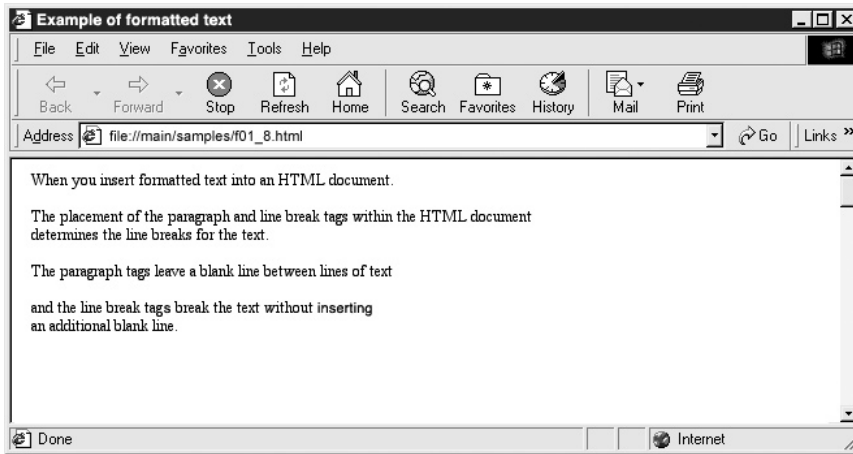 Example of formatted text
File Edit View Favorites Tools Help
Back Forward Stop Refresh Home Search Favorites History Mail Print
Address file://main/samples/f01_8.html Go Links »
When you insert formatted text into an HTML document.
The placement of the paragraph and line break tags within the HTML document
determines the line breaks for the text.
The paragraph tags leave a blank line between lines of text
and the line break tags break the text without inserting
an additional blank line.
Done Internet